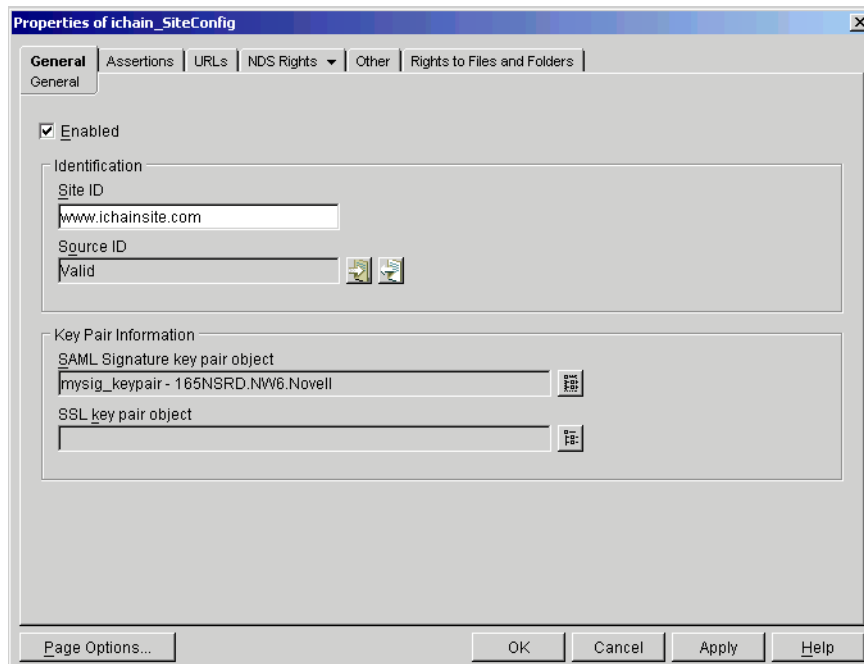 Properties of ichain_SiteConfig
General Assertions URLs NDS Rights Other Rights to Files and Folders
General
Enabled
Identification
Site ID
www.ichainsite.com
Source ID
Valid
Key Pair Information
SAML Signature key pair object
mysig_keypair - 165NSRD.NW6.Novell
SSL key pair object
Page Options... OK Cancel Apply Help